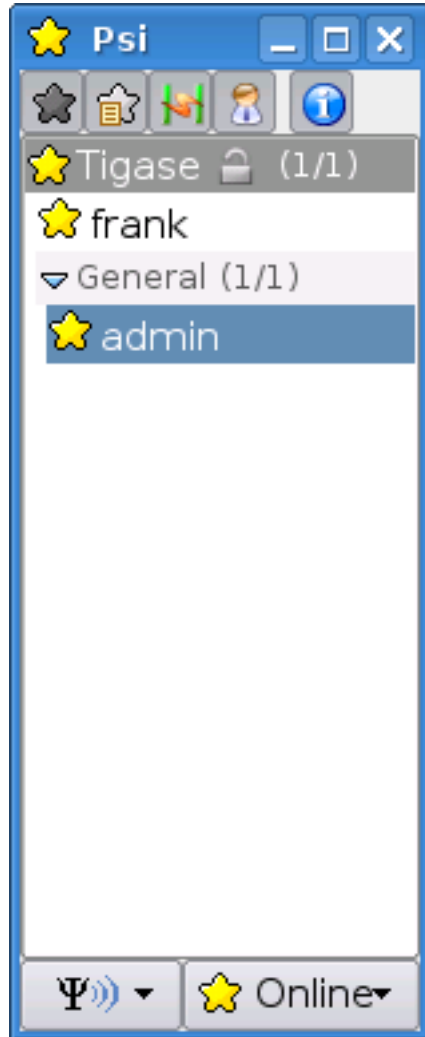 Psi
Tigase (1/1)
frank
General (1/1)
admin
Ψ Online